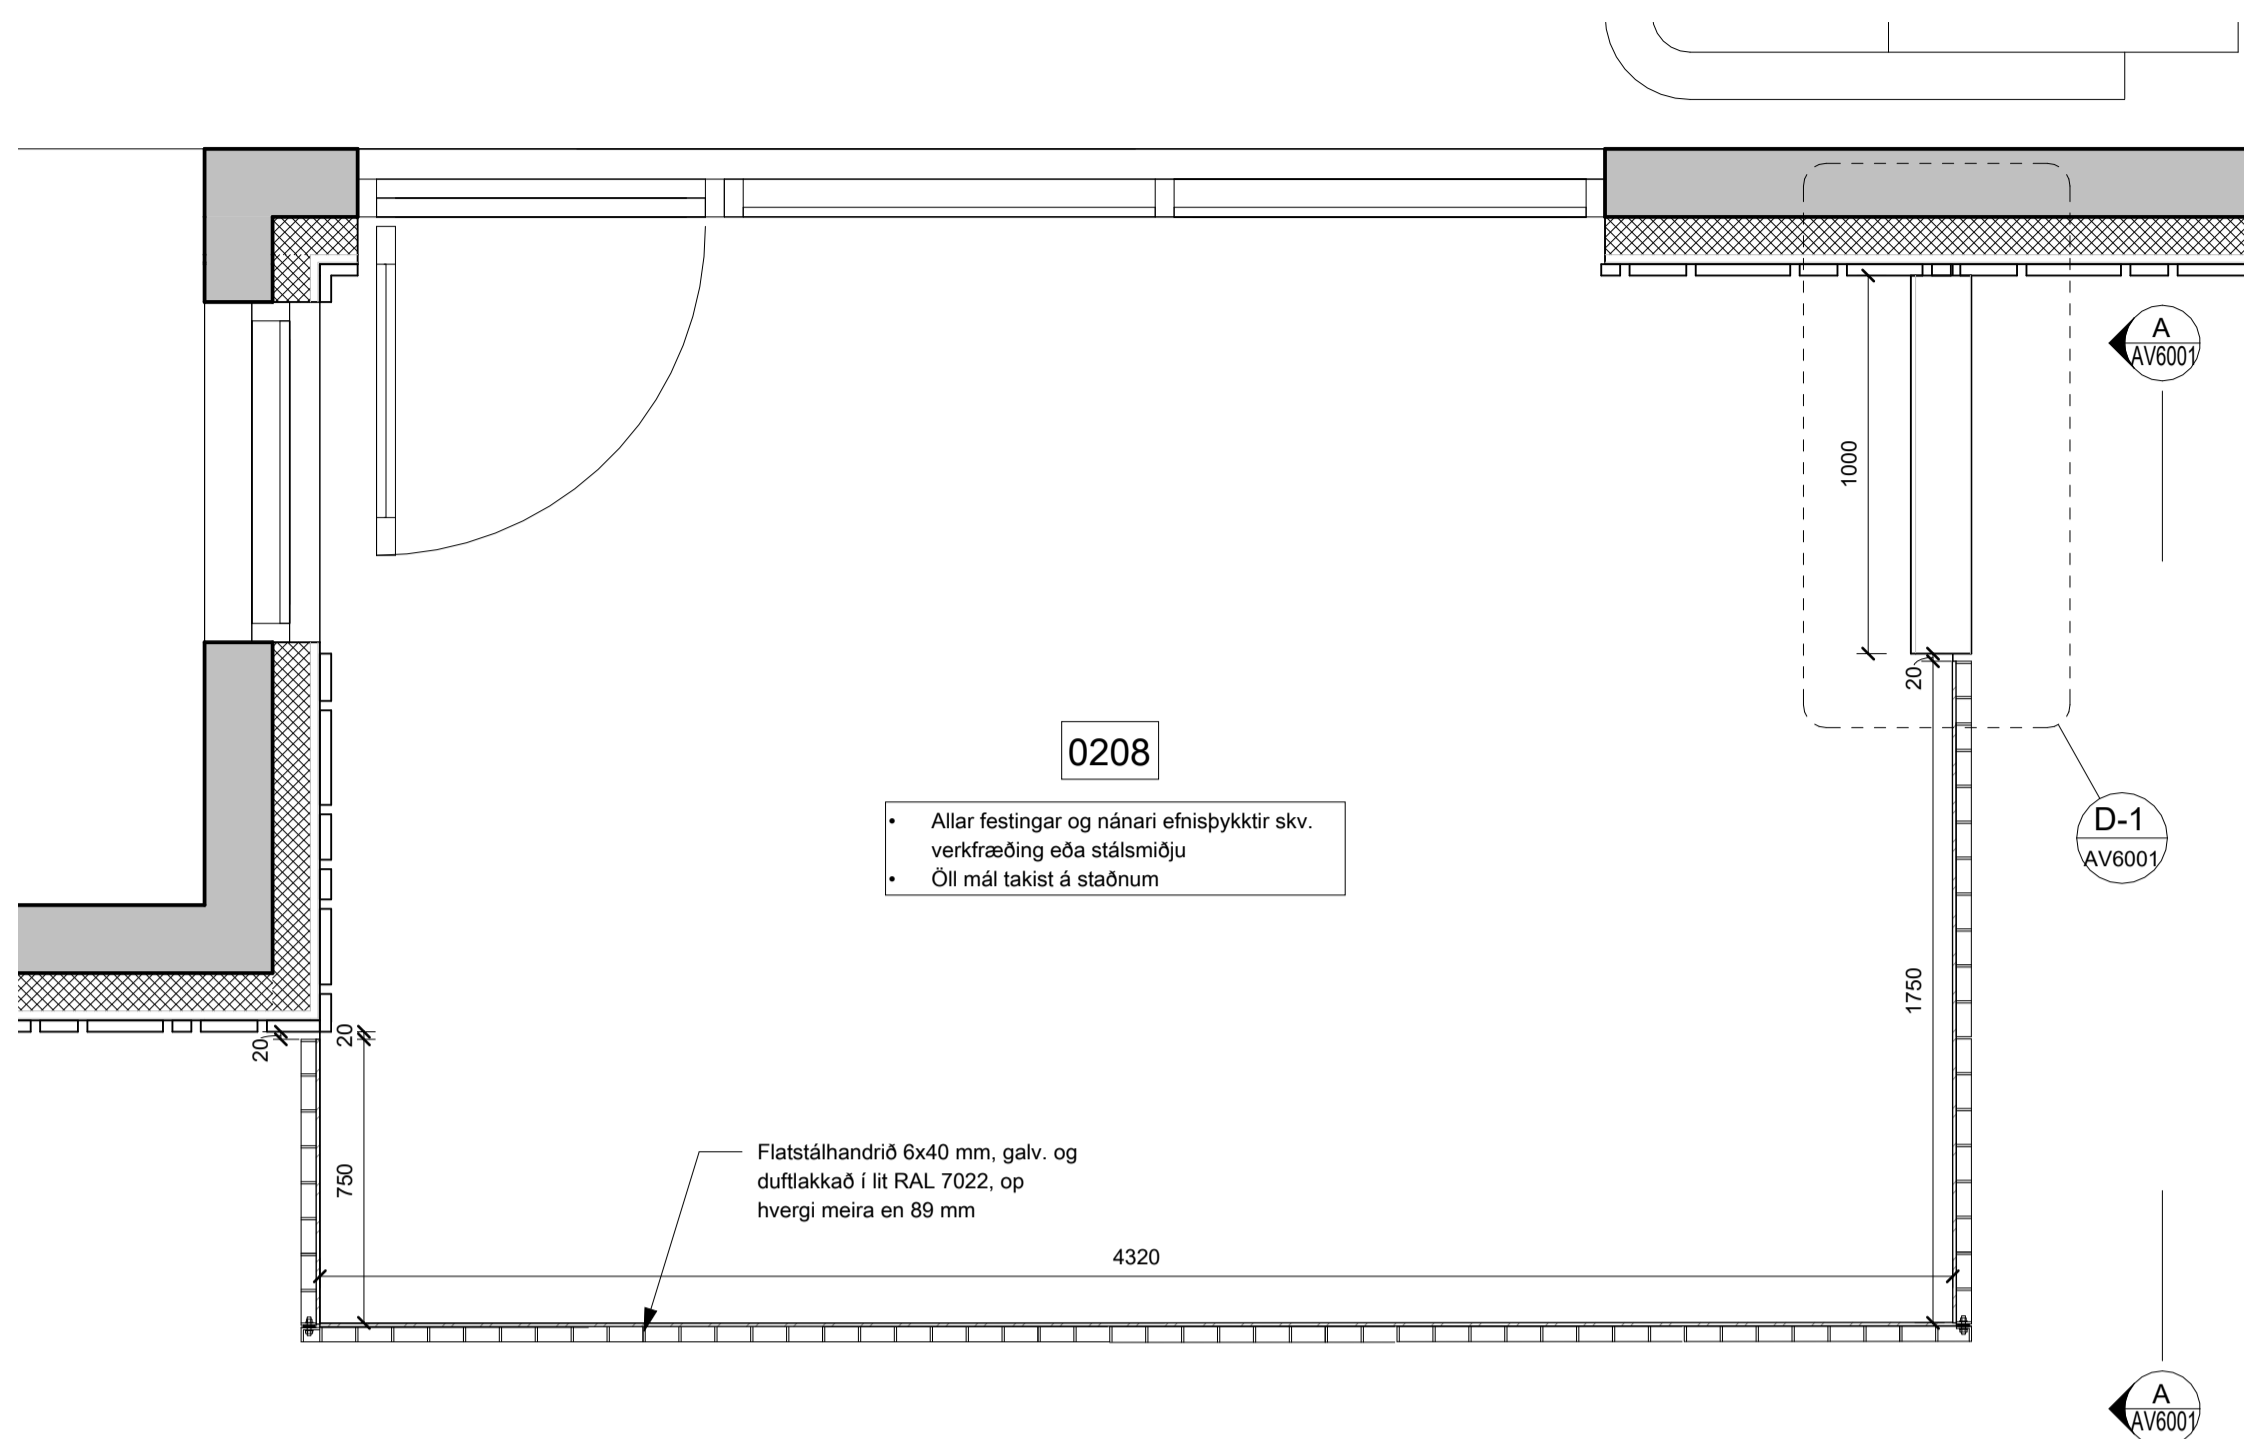 A
AV6001
1000
20
0208
• Allar festingar og nánari efnisþykktir skv.
verkfræðing eða stálsmiðju
• Öll mál takist á staðnum
D-1
AV6001
1750
20
20
750
Flatstálhandrið 6x40 mm, galv. og
duftlakkað í lit RAL 7022, op
hvergi meira en 89 mm
4320
A
AV6001